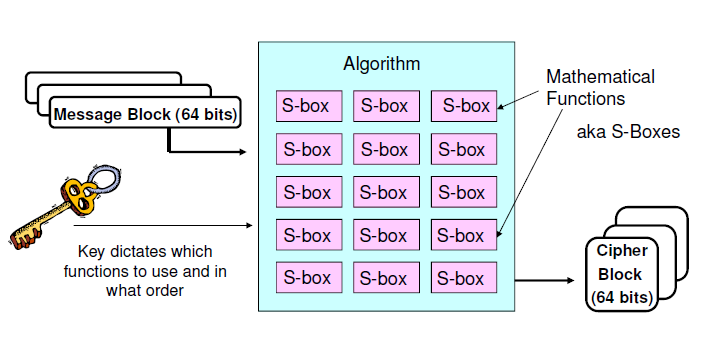 Algorithm
Message Block (64 bits)
S-box S-box S-box
S-box S-box S-box
S-box S-box S-box
S-box S-box S-box
S-box S-box S-box
Mathematical
Functions
aka S-Boxes
Key dictates which
functions to use and in
what order
Cipher
Block
(64 bits)